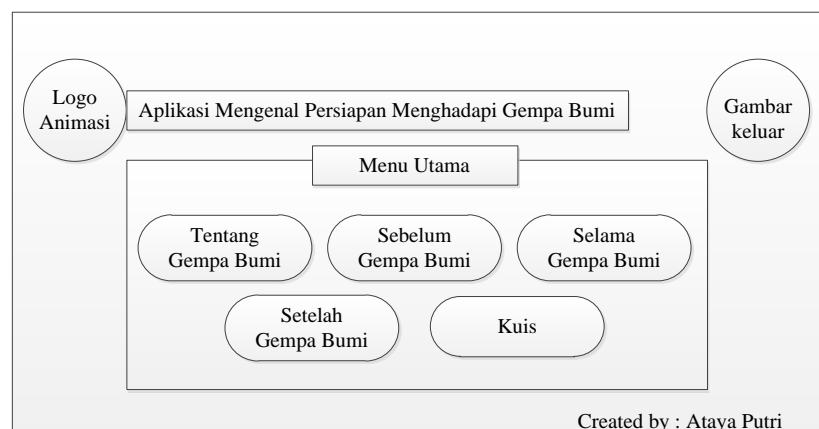 Logo
Animasi
Aplikasi Mengenal Persiapan Menghadapi Gempa Bumi
Gambar
keluar
Menu Utama
Tentang
Gempa Bumi
Sebelum
Gempa Bumi
Selama
Gempa Bumi
Setelah
Gempa Bumi
Kuis
Created by : Ataya Putri